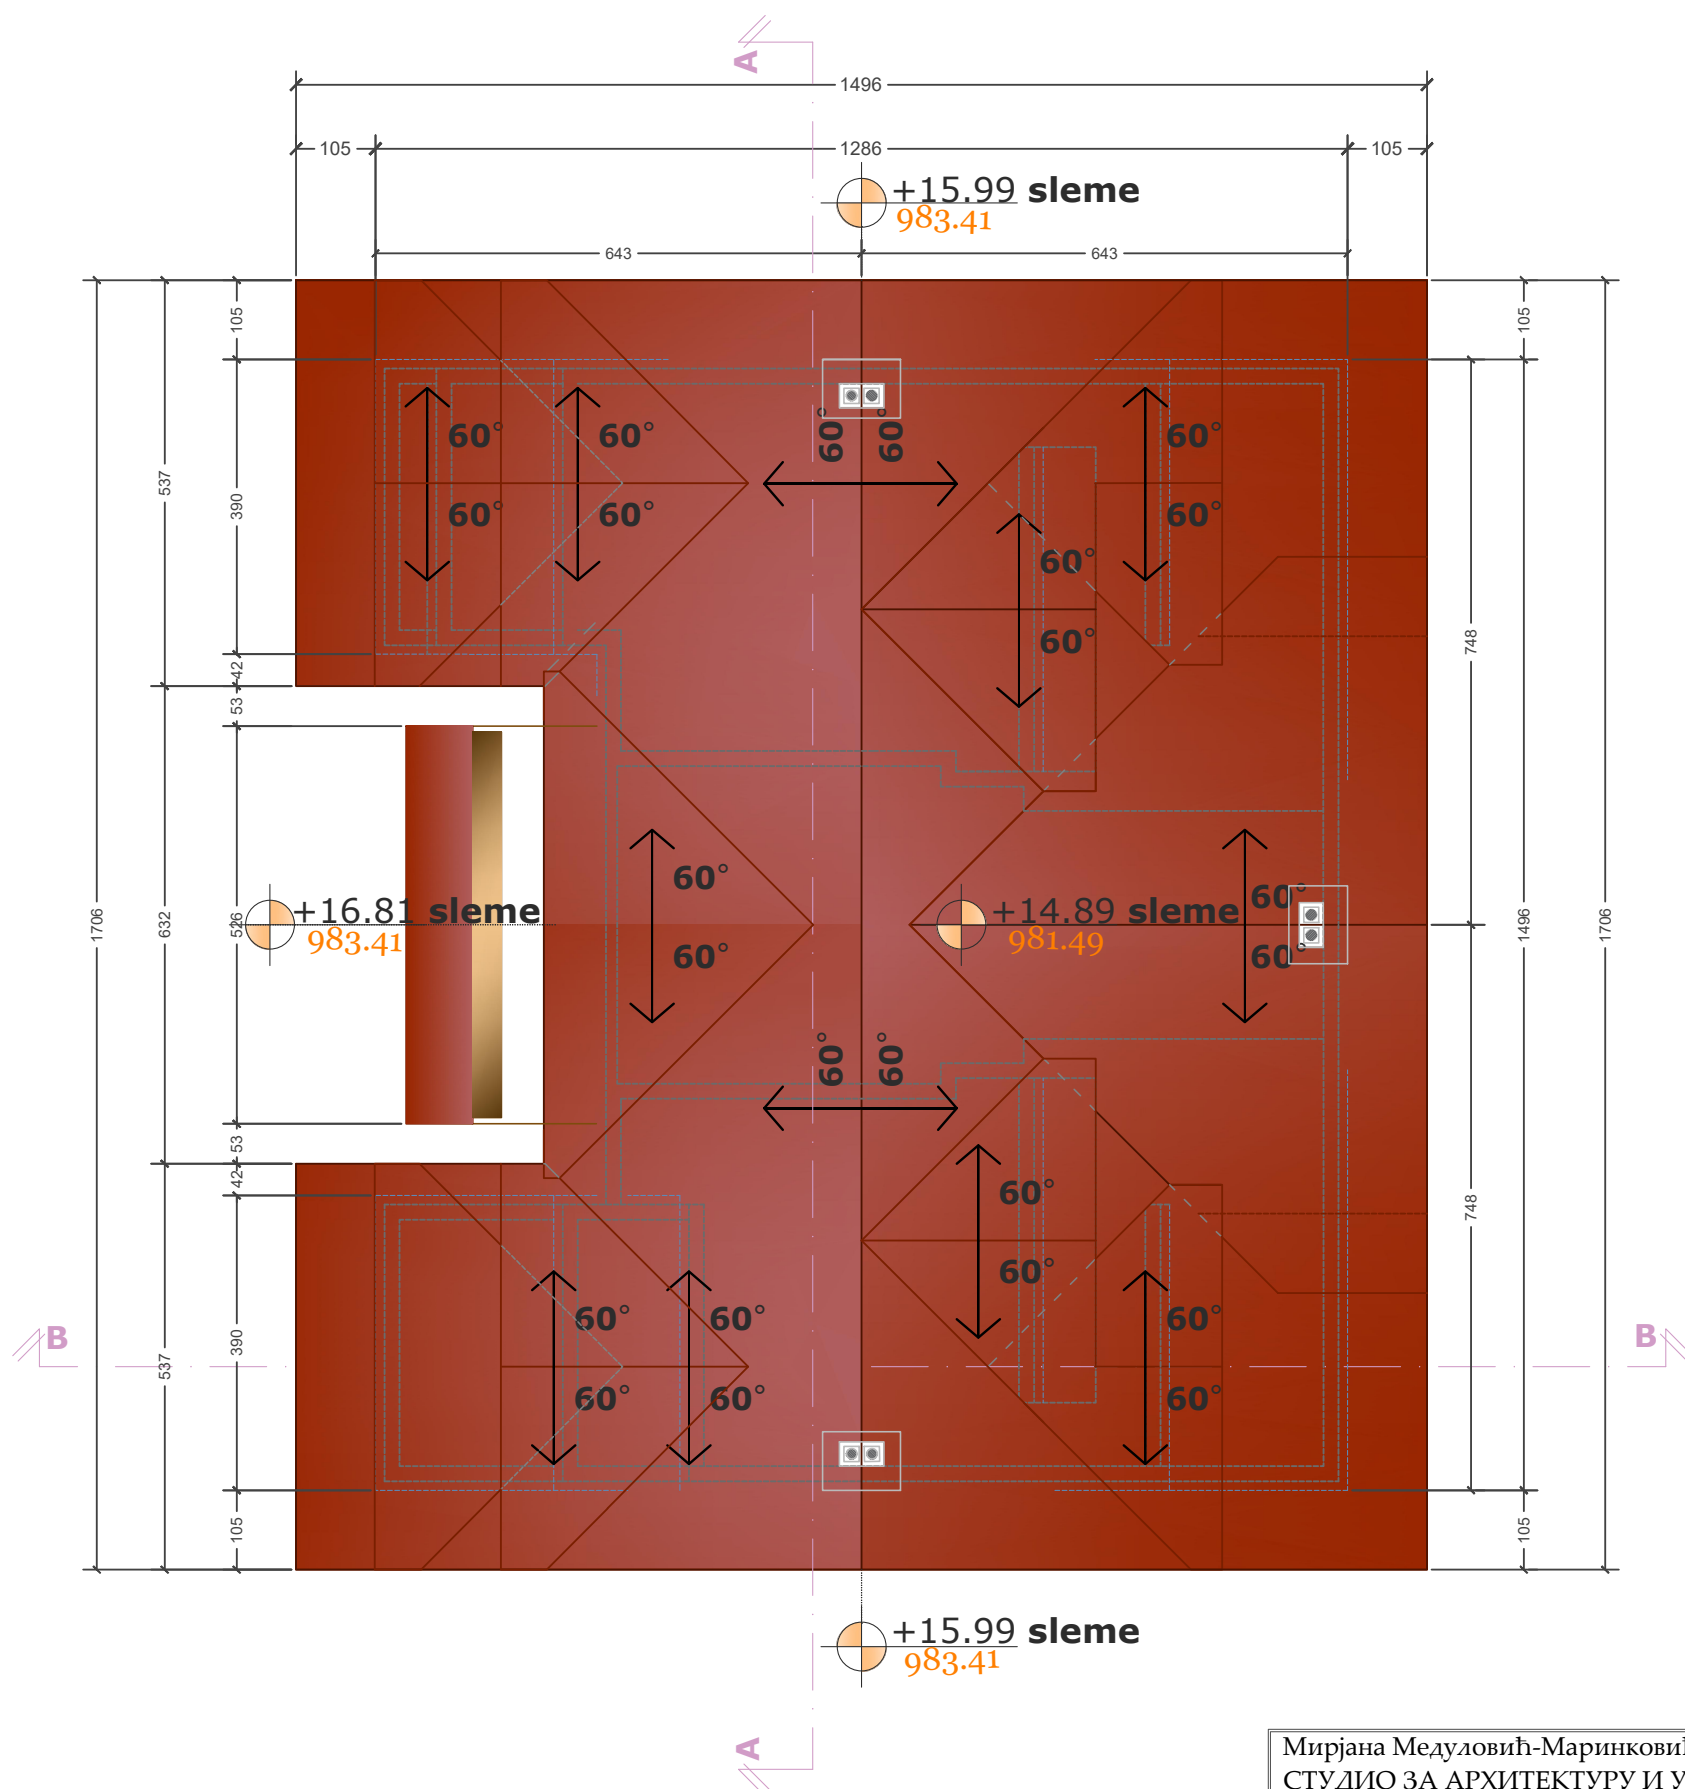 A
1496
105 1286 105
+15.99 sleme
983.41
643 643
105
105
60° 60° 60° 60° 60°
537
390
60° 60° 60°
60°
60°
748
42
53
60° 60°
+16.81 sleme
983.41
+14.89 sleme
981.49
1706
632
526
1496
1706
60° 60°
60° 60°
53
42
60°
748
60° 60° 60°
60°
B
B
390
537
60° 60° 60°
105
105
+15.99 sleme
983.41
A
Мирјана Медуловић-Маринковић
СТУДИО ЗА АРХИТЕКТУРУ И У